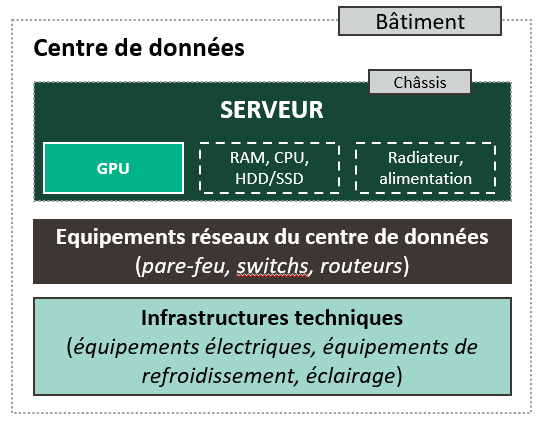 Bâtiment
Centre de données
Châssis
SERVEUR
GPU
RAM, CPU,
HDD/SSD
Radiateur,
alimentation
Equipements réseaux du centre de données
(pare-feu, switchs, routeurs)
Infrastructures techniques
(équipements électriques, équipements de
refroidissement, éclairage)